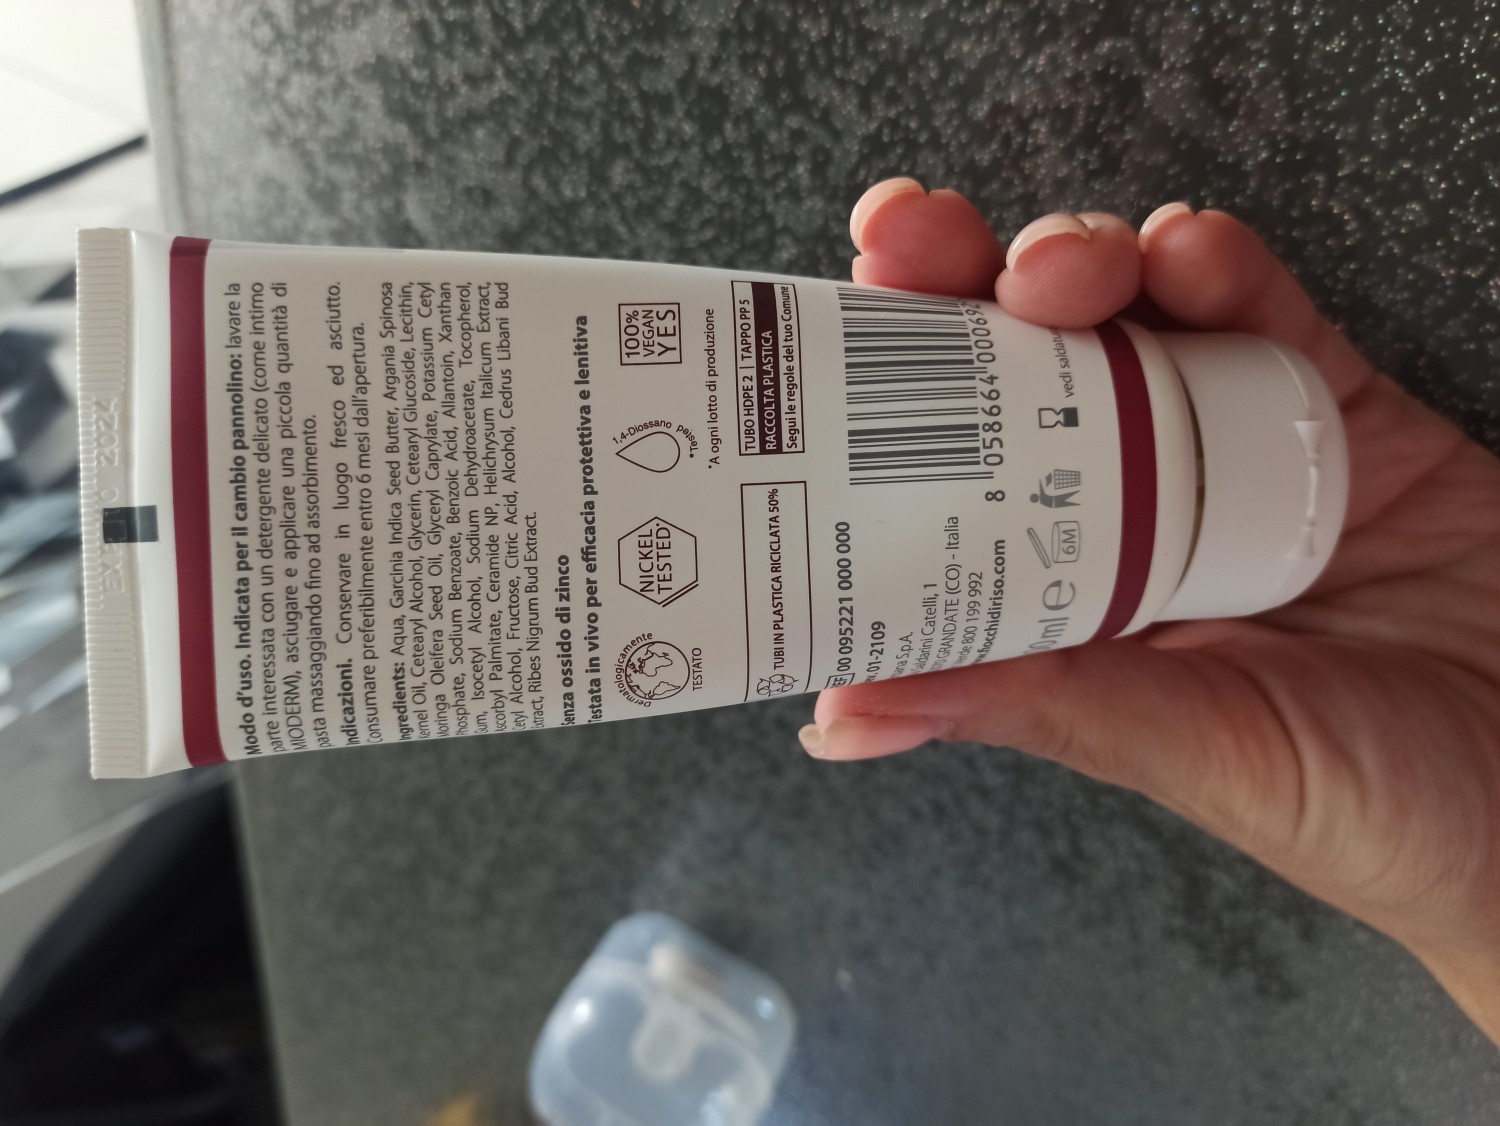 Modo d'uso. Indicata per il cambio pannolino: lavare la
parte interessata con un detergente delicato (come intimo
MIODERM), asciugare e applicare una piccola quantità di
pasta massaggiando fino ad assorbimento.
Indicazioni. Conservare in luogo fresco ed asciutto.
Consumare preferibilmente entro 6 mesi dall'apertura.
Ingredients: Aqua, Garcinia Indica Seed Butter, Argania Spinosa
Kernel Oil, Cetearyl Alcohol, Glycerin, Cetearyl Glucoside, Lecithin,
Moringa Oleifera Seed Oil, Glyceryl Caprylate, Potassium Cetyl
Phosphate, Sodium Benzoate, Benzoic Acid, Allantoin, Xanthan
Gum, Isocetyl Alcohol, Sodium Dehydroacetate, Tocopherol,
Ascorbyl Palmitate, Ceramide NP, Helichrysum Italicum Extract,
Cetyl Alcohol, Fructose, Citric Acid, Alcohol, Cedrus Libani Bud
Extract, Ribes Nigrum Bud Extract.
Senza ossido di zinco
Testata in vivo per efficacia protettiva e lenitiva
dermatologicamente
TESTATO
NICKEL
TESTED*
1,4-Diossano
*Tested
100%
VEGAN
YES
*A ogni lotto di produzione
TUBI IN PLASTICA RICICLATA 50%
TUBO HDPE 2 | TAPPO PP 5
RACCOLTA PLASTICA
Segui le regole del tuo Comune
00 095221 000 000
01-2109
S.p.A.
Catelli, 1
GRANDATE (CO) - Italia
800 199 992
fiocchidiriso.com
8 058664 00069
0ml e
6M
vedi saldatu